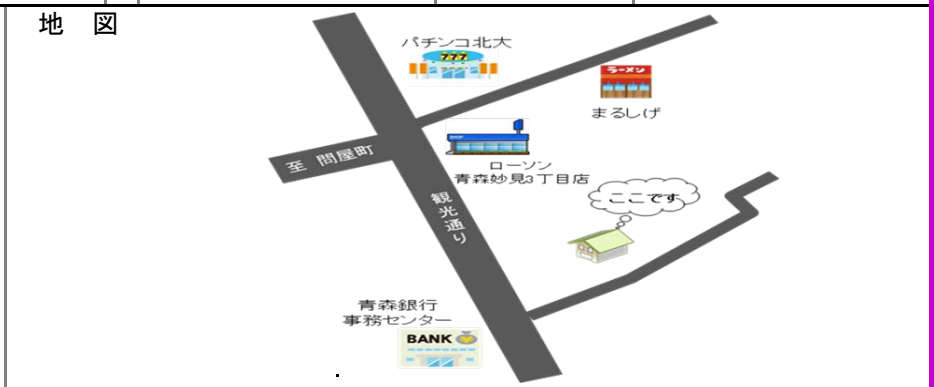 地　図
パチンコ北大
777
ラーメン
まるしげ
SHOP
ローソン
青森妙見3丁目店
至 問屋町
観光通り
ここです
青森銀行
事務センター
BANK